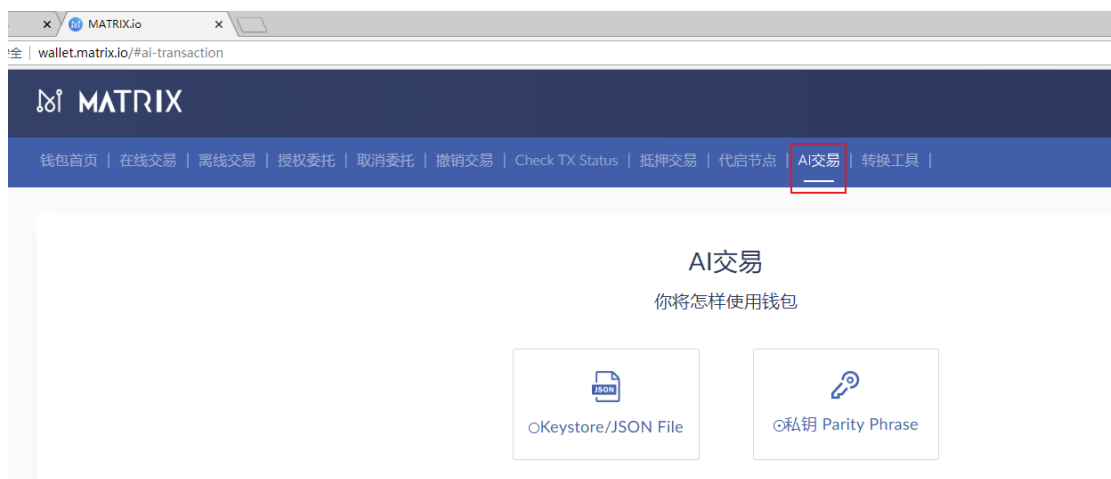 MATRIX.io
全 | wallet.matrix.io/#ai-transaction
MATRIX
钱包首页 | 在线交易 | 离线交易 | 授权委托 | 取消委托 | 撤销交易 | Check TX Status | 抵押交易 | 代启节点 | AI交易 | 转换工具 |
AI交易
你将怎样使用钱包
JSON
Keystore/JSON File
私钥 Parity Phrase